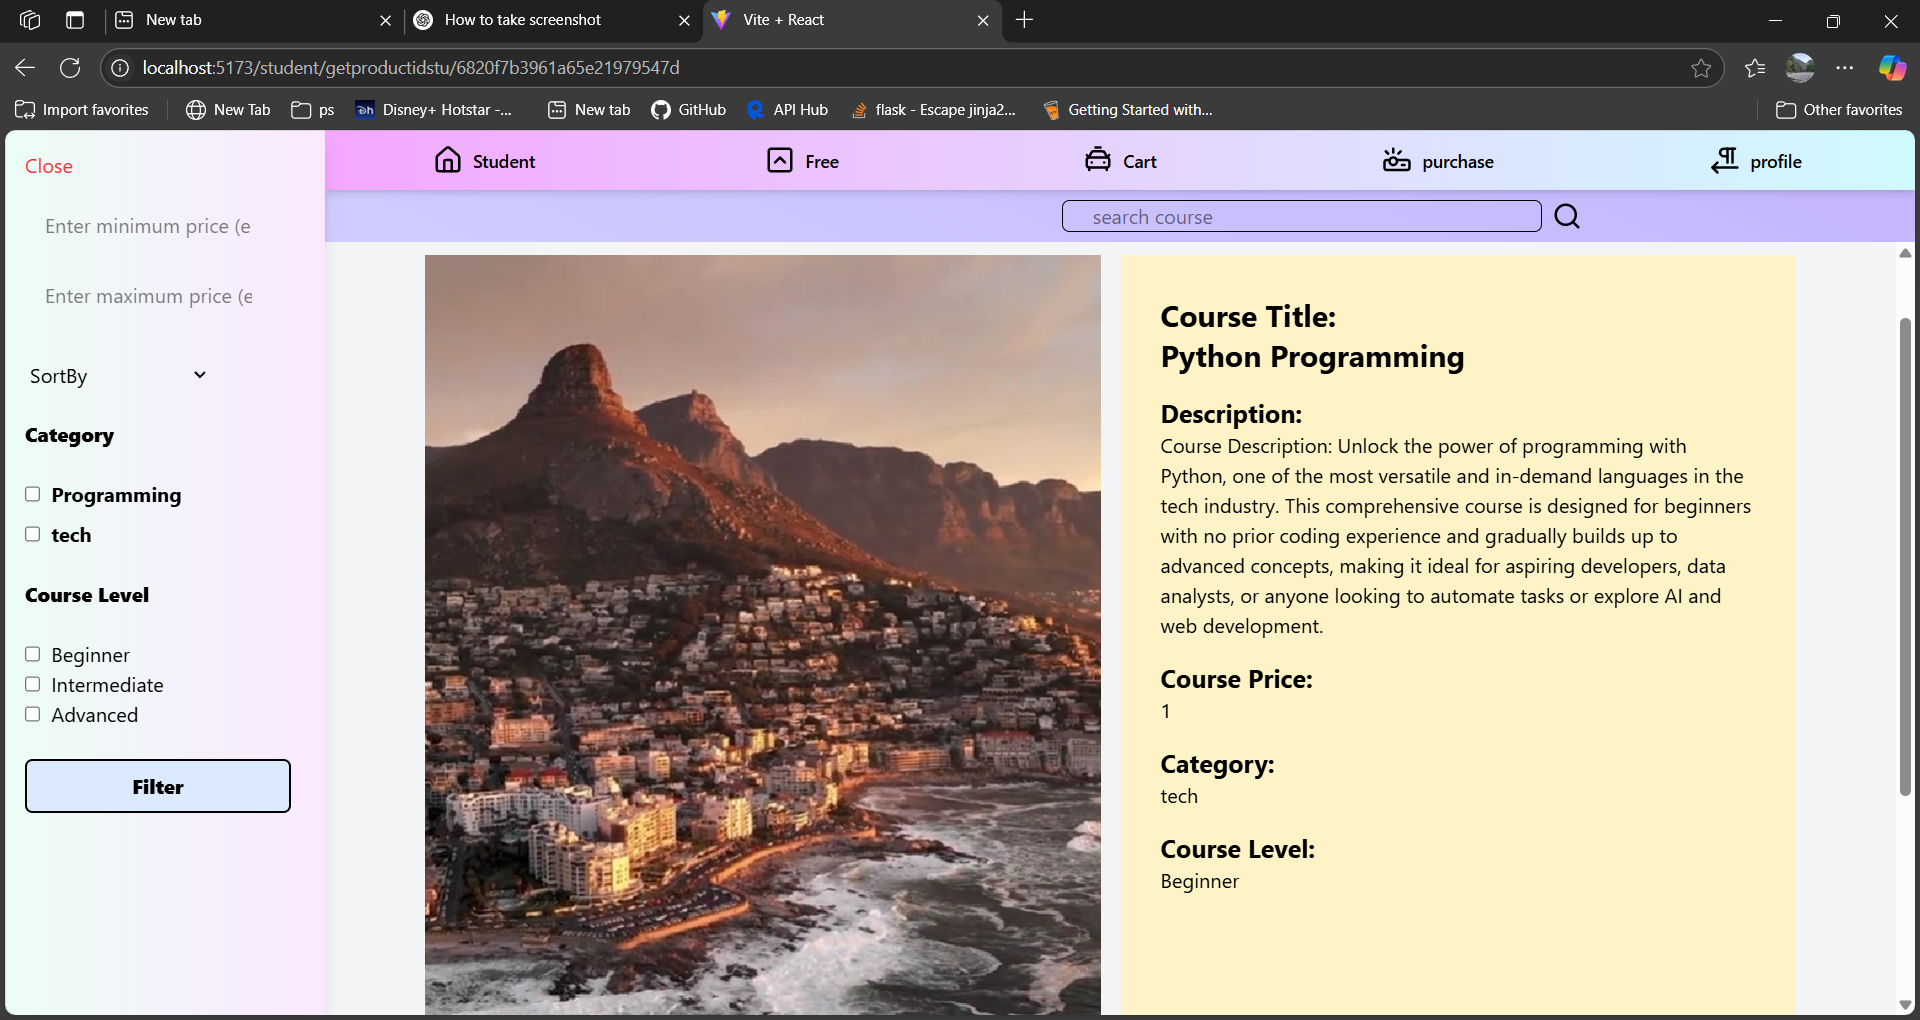 New tab
How to take screenshot
Vite + React
localhost:5173/student/getproductidstu/6820f7b3961a65e21979547d
Import favorites
New Tab
ps
Disney+ Hotstar -...
New tab
GitHub
API Hub
flask - Escape jinja2...
Getting Started with...
Other favorites
Close
Student
Free
Cart
purchase
profile
search course
Enter minimum price (e
Enter maximum price (e
SortBy
Category
Programming
tech
Course Level
Beginner
Intermediate
Advanced
Filter
Course Title:
Python Programming
Description:
Course Description: Unlock the power of programming with
Python, one of the most versatile and in-demand languages in the
tech industry. This comprehensive course is designed for beginners
with no prior coding experience and gradually builds up to
advanced concepts, making it ideal for aspiring developers, data
analysts, or anyone looking to automate tasks or explore AI and
web development.
Course Price:
1
Category:
tech
Course Level:
Beginner